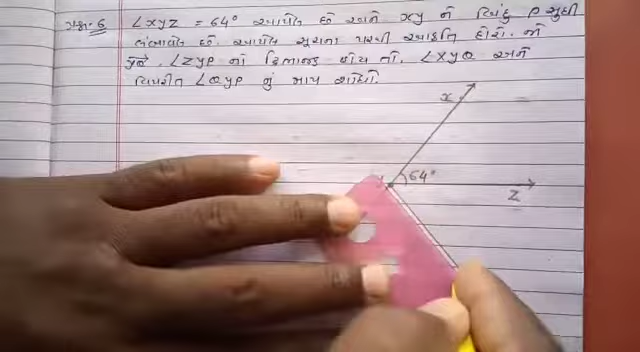 પ્રશ્ન:-6 ∠XYZ = 64° આપેલ છે અને XY ને બિંદુ P સુધી
લંબાવેલ છે. આપેલ સૂચના પરથી આકૃતિ દોરો. જો
YQ, ∠ZYP નો દ્વિભાજક હોય તો, ∠XYQ અને
વિપરીત ∠QYP નું માપ શોધો.
X
64°
Z